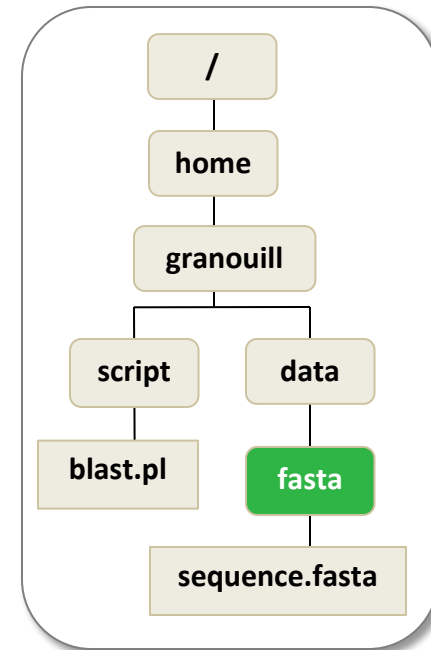 /
home
granouill
script data
blast.pl fasta
sequence.fasta